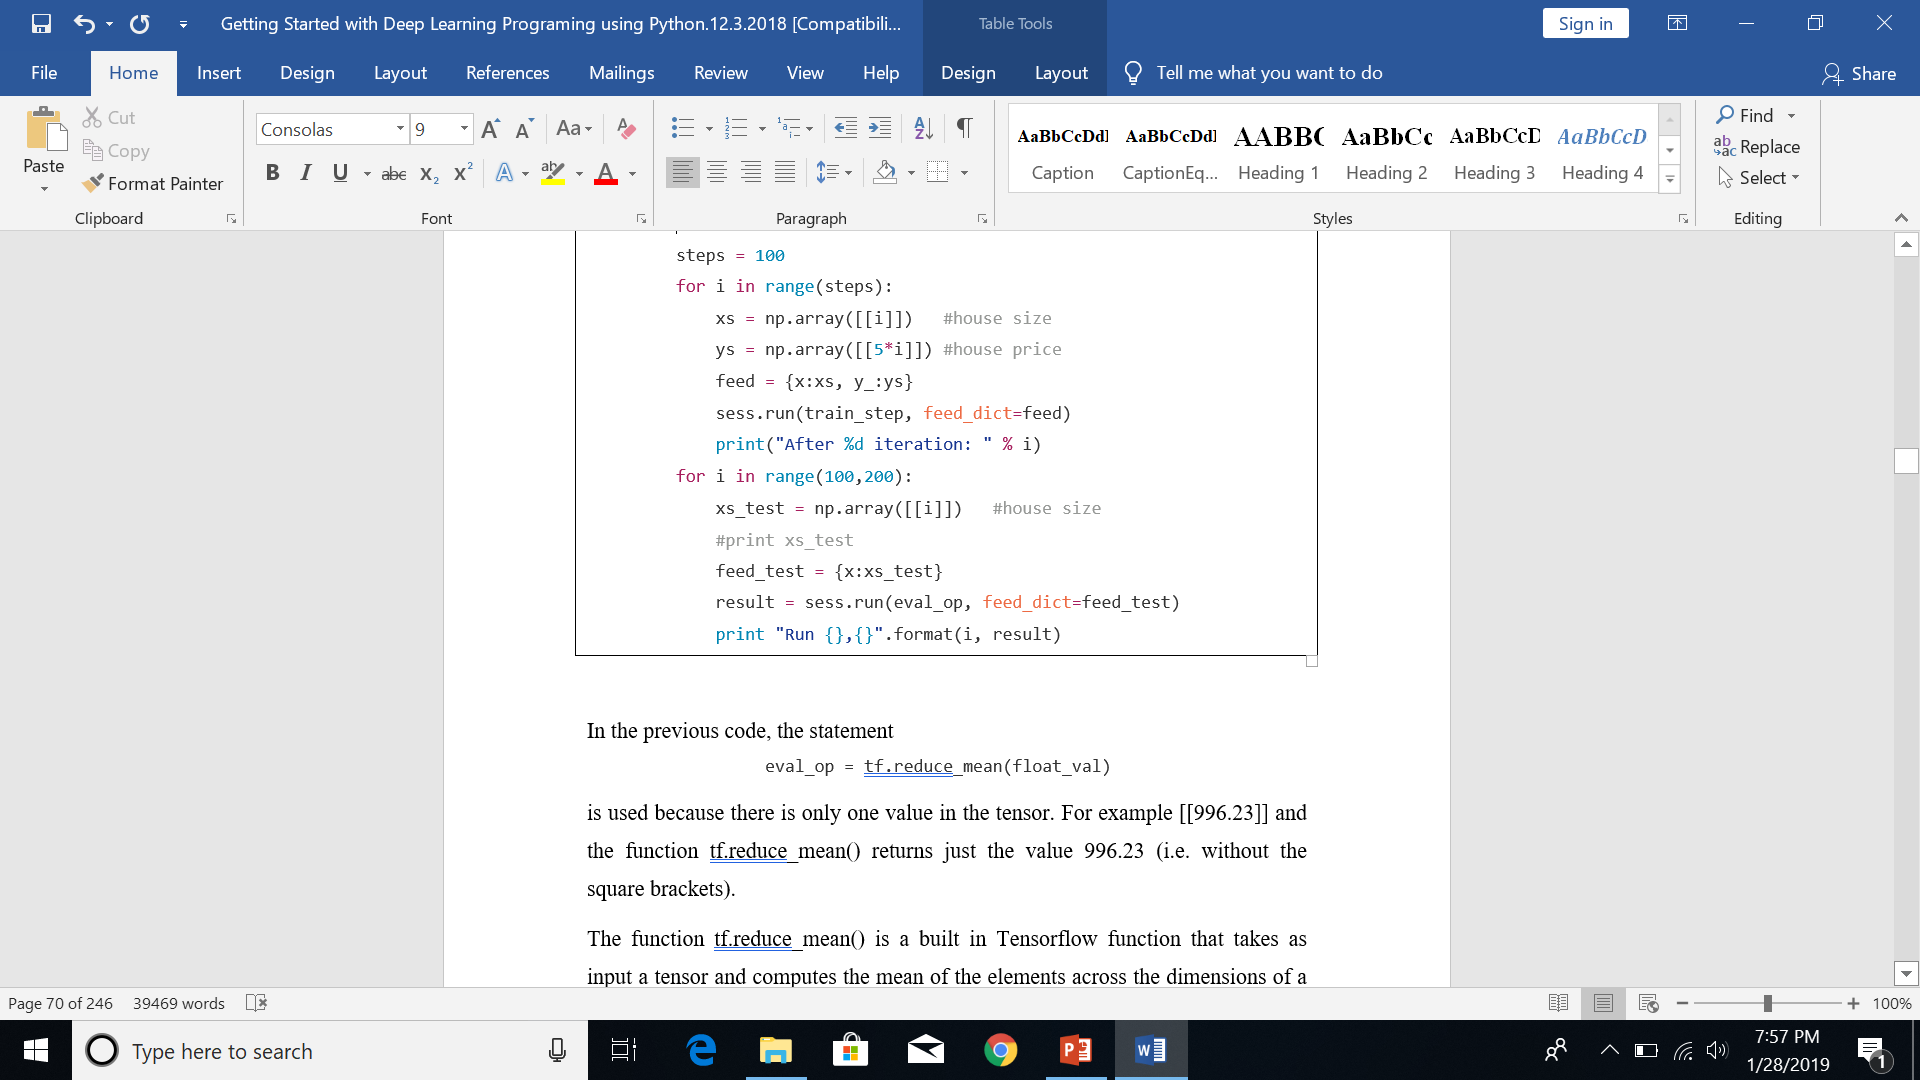 Getting Started with Deep Learning Programing using Python.12.3.2018 [Compatibili...
Table Tools
Sign in
File Home Insert Design Layout References Mailings Review View Help Design Layout Tell me what you want to do Share
Paste
Cut
Copy
Format Painter
Clipboard
Consolas 9
Font
Paragraph
AaBbCcDdI AaBbCcDdI AABBC AaBbCc AaBbCcD AaBbCcD
Caption CaptionEq... Heading 1 Heading 2 Heading 3 Heading 4
Styles
Find
Replace
Select
Editing
steps = 100
for i in range(steps):
xs = np.array([[i]]) #house size
ys = np.array([[5*i]]) #house price
feed = {x:xs, y_:ys}
sess.run(train_step, feed_dict=feed)
print("After %d iteration: " % i)
for i in range(100,200):
xs_test = np.array([[i]]) #house size
#print xs_test
feed_test = {x:xs_test}
result = sess.run(eval_op, feed_dict=feed_test)
print "Run {},{}".format(i, result)
In the previous code, the statement
eval_op = tf.reduce_mean(float_val)
is used because there is only one value in the tensor. For example [[996.23]] and
the function tf.reduce_mean() returns just the value 996.23 (i.e. without the
square brackets).
The function tf.reduce_mean() is a built in Tensorflow function that takes as
input a tensor and computes the mean of the elements across the dimensions of a
Page 70 of 246 39469 words 100%
Type here to search
7:57 PM
1/28/2019
1